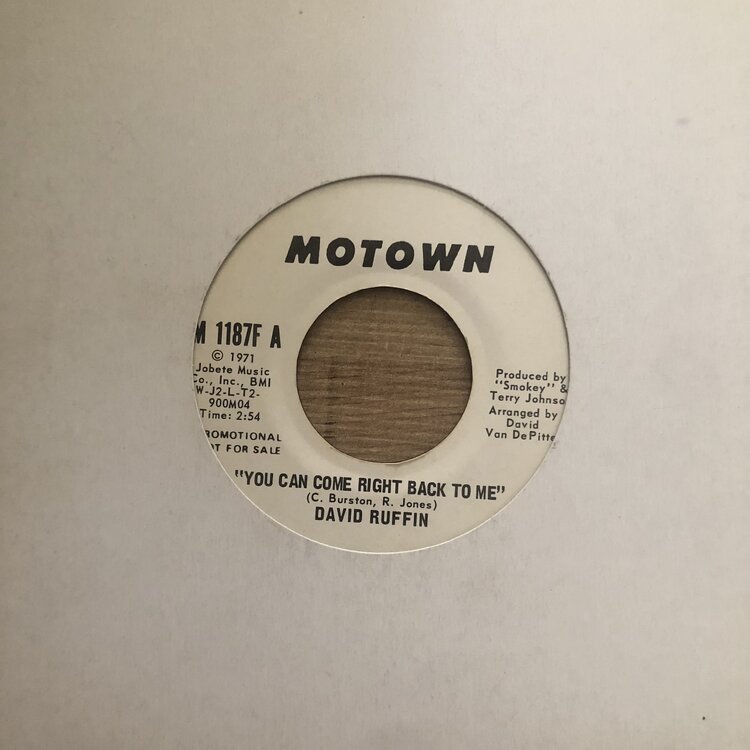 MOTOWN
M 1187F A
© 1971
Jobete Music
Co., Inc., BMI
W-J2-L-T2-
900M04
Time: 2:54
PROMOTIONAL
NOT FOR SALE
Produced by
"Smokey" &
Terry Johnso
Arranged by
David
Van DePitte
"YOU CAN COME RIGHT BACK TO ME"
(C. Burston, R. Jones)
DAVID RUFFIN